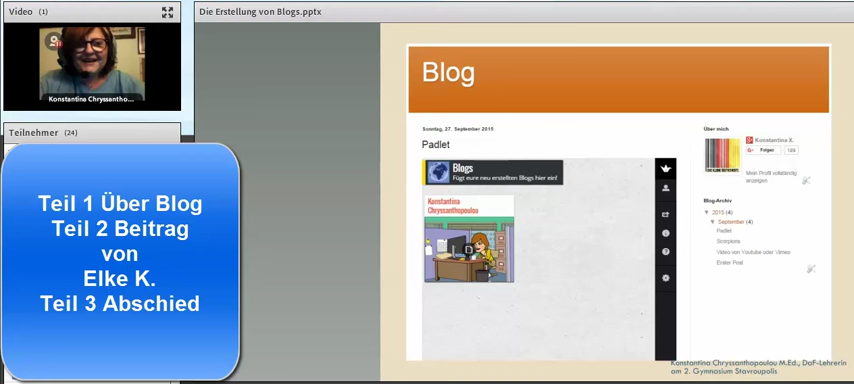 Video (1)
Konstantina Chryssantho...
Teilnehmer (24)
Teil 1 Über Blog
Teil 2 Beitrag
von
Elke K.
Teil 3 Abschied
Die Erstellung von Blogs.pptx
Blog
Sonntag, 27. September 2015
Padlet
Blogs
Fügt eure neu erstellten Blogs hier ein!
Konstantina
Chryssanthopoulou
Über mich
Konstantina X.
Folgen
Mein Profil vollständig
anzeigen
Blog-Archiv
▼ 2015 (4)
▼ September (4)
Padlet
Scorpions
Video von Youtube oder Vimeo
Erster Post
Konstantina Chryssanthopoulou M.Ed., DaF-Lehrerin
am 2. Gymnasium Stavroupolis